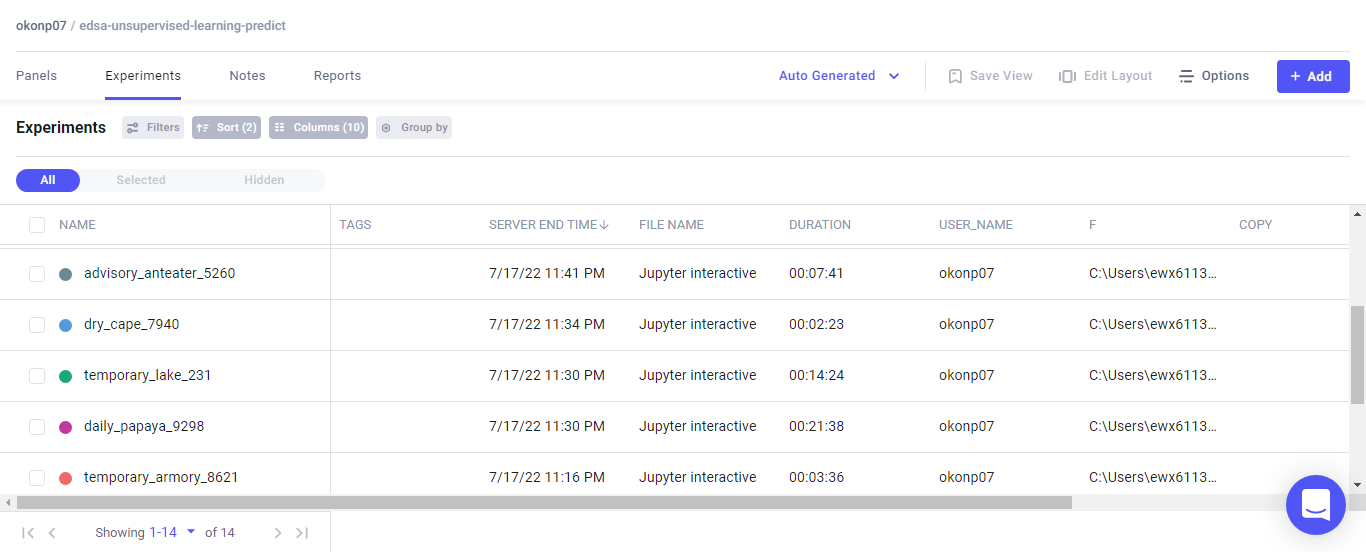 okonp07 / edsa-unsupervised-learning-predict
Panels Experiments Notes Reports Auto Generated Save View Edit Layout Options + Add
Experiments Filters Sort (2) Columns (10) Group by
All Selected Hidden
NAME TAGS SERVER END TIME↓ FILE NAME DURATION USER_NAME F COPY
advisory_anteater_5260 7/17/22 11:41 PM Jupyter interactive 00:07:41 okonp07 C:\Users\ewx6113...
dry_cape_7940 7/17/22 11:34 PM Jupyter interactive 00:02:23 okonp07 C:\Users\ewx6113...
temporary_lake_231 7/17/22 11:30 PM Jupyter interactive 00:14:24 okonp07 C:\Users\ewx6113...
daily_papaya_9298 7/17/22 11:30 PM Jupyter interactive 00:21:38 okonp07 C:\Users\ewx6113...
temporary_armory_8621 7/17/22 11:16 PM Jupyter interactive 00:03:36 okonp07 C:\Users\ewx6113...
Showing 1-14 of 14